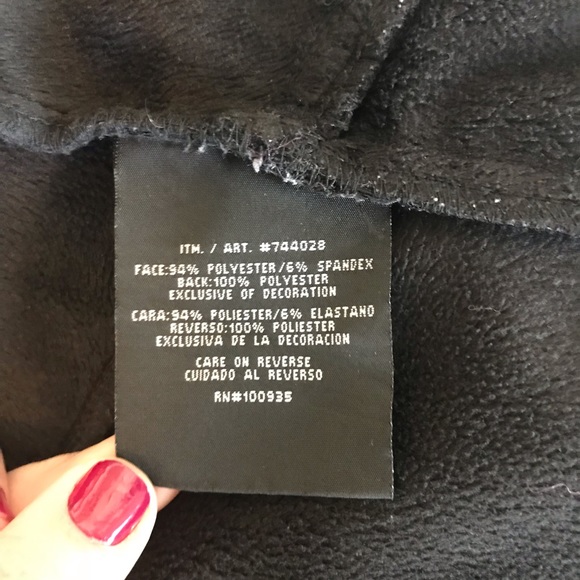 ITM. / ART. #744028
FACE:94% POLYESTER/6% SPANDEX
BACK:100% POLYESTER
EXCLUSIVE OF DECORATION
CARA:94% POLIESTER/6% ELASTANO
REVERSO:100% POLIESTER
EXCLUSIVA DE LA DECORACION
CARE ON REVERSE
CUIDADO AL REVERSO
RN#100935